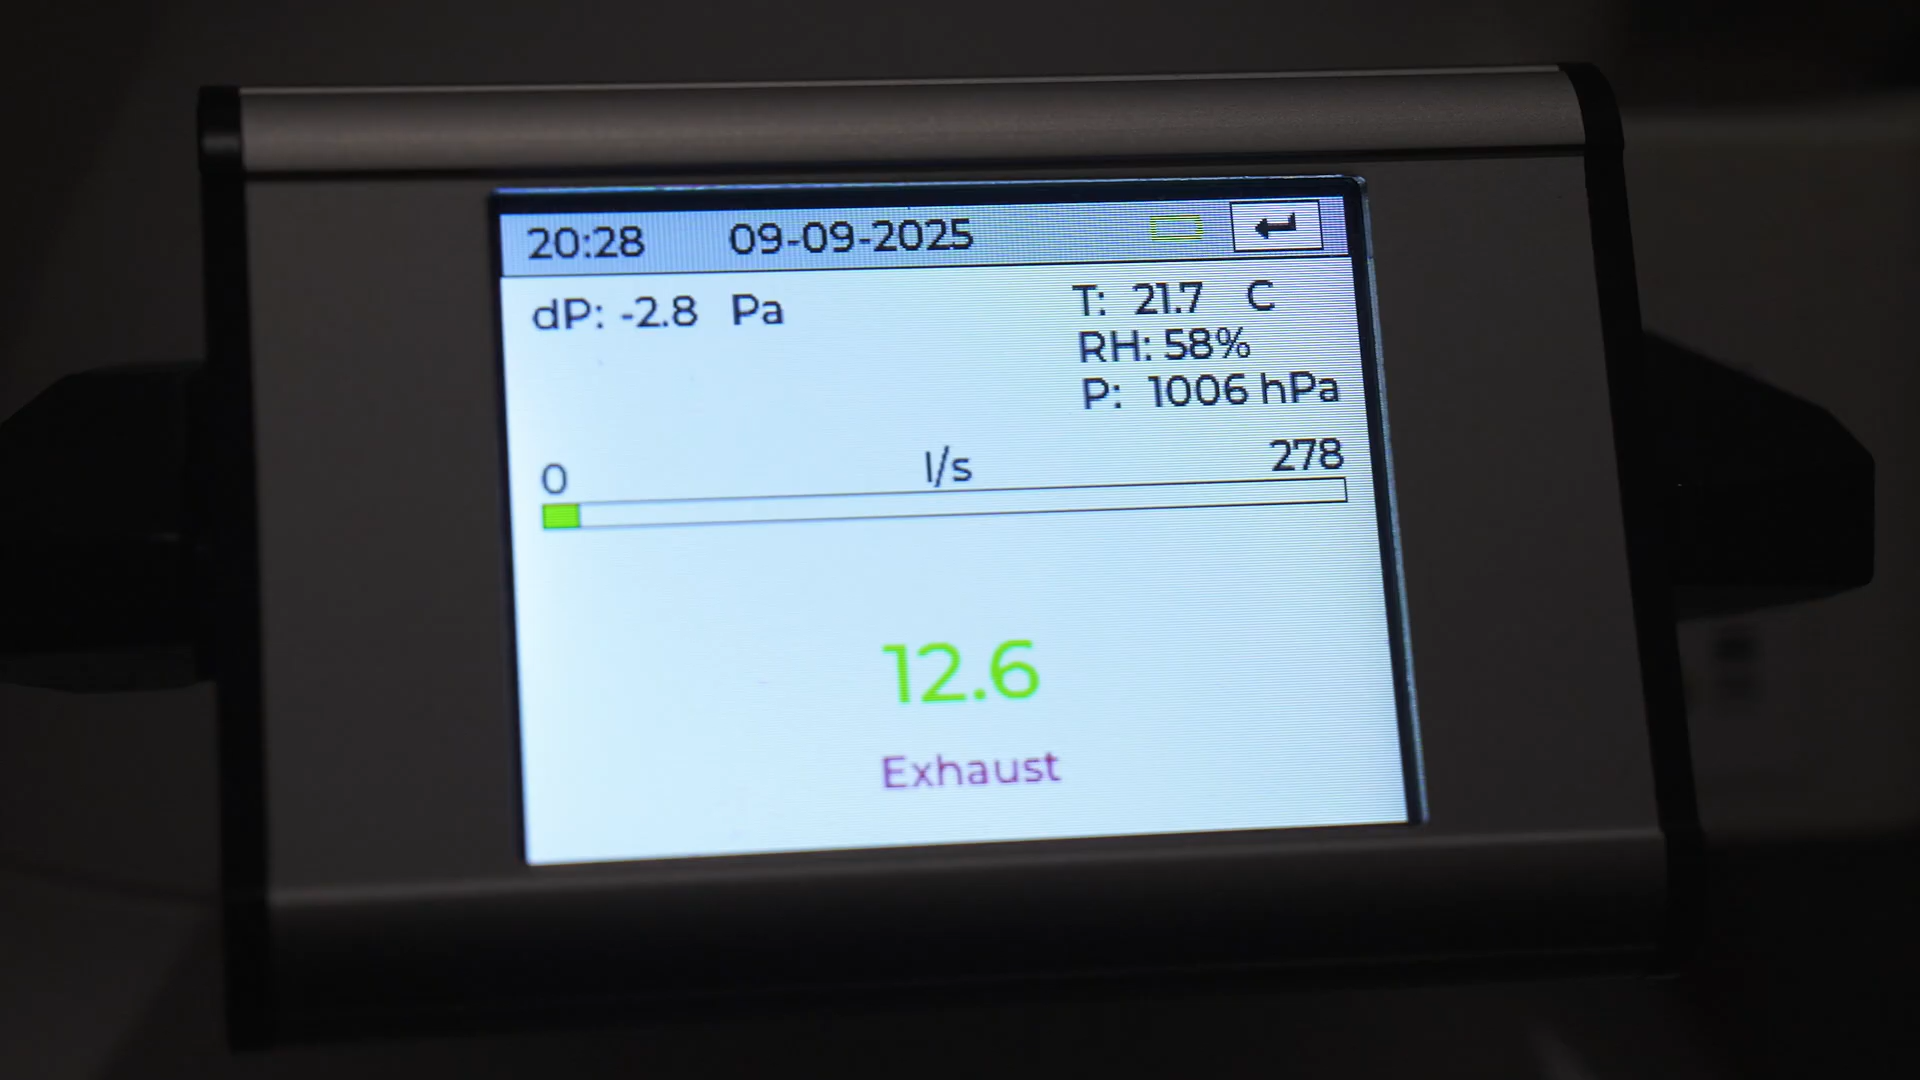 20:28 09-09-2025
dP: -2.8 Pa
T: 21.7 C
RH: 58%
P: 1006 hPa
0 l/s 278
12.6
Exhaust